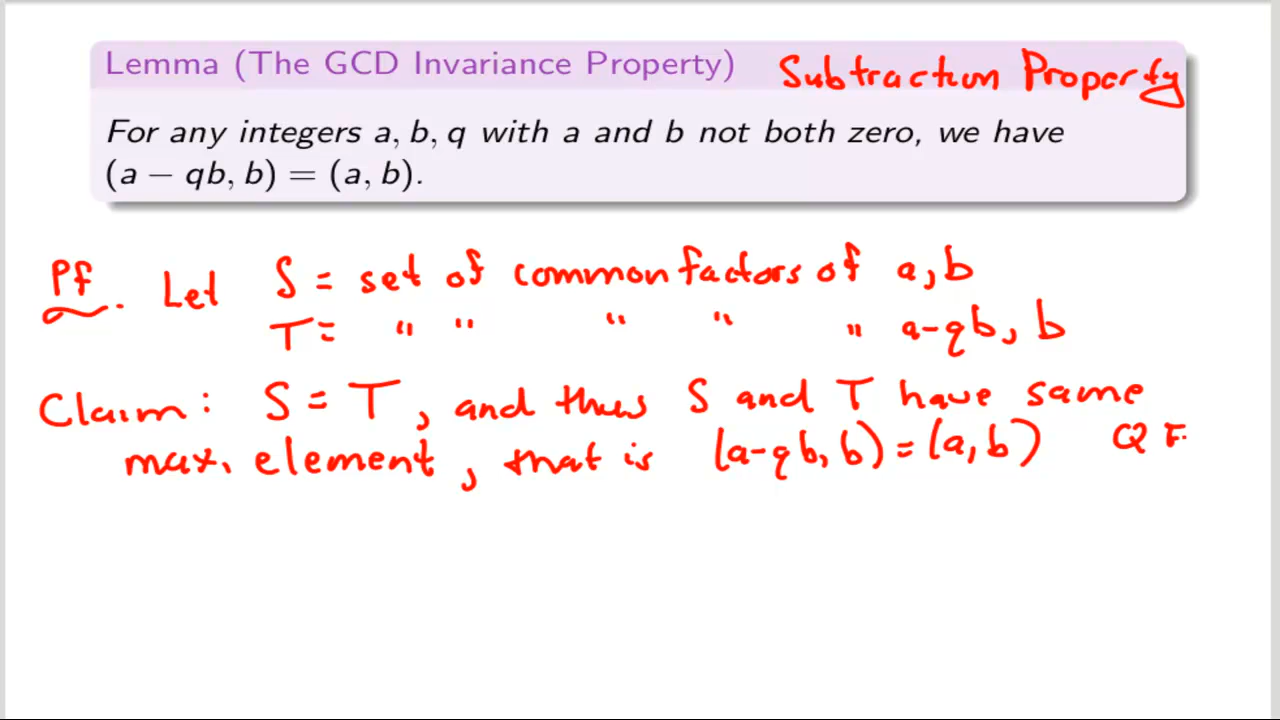 Lemma (The GCD Invariance Property) Subtraction Property
For any integers a, b, q with a and b not both zero, we have
(a − qb, b) = (a, b).
Pf. Let S = set of common factors of a, b
T = " " " " " a-qb, b
Claim: S = T, and thus S and T have same
max. element, that is (a-qb, b) = (a, b) Q E